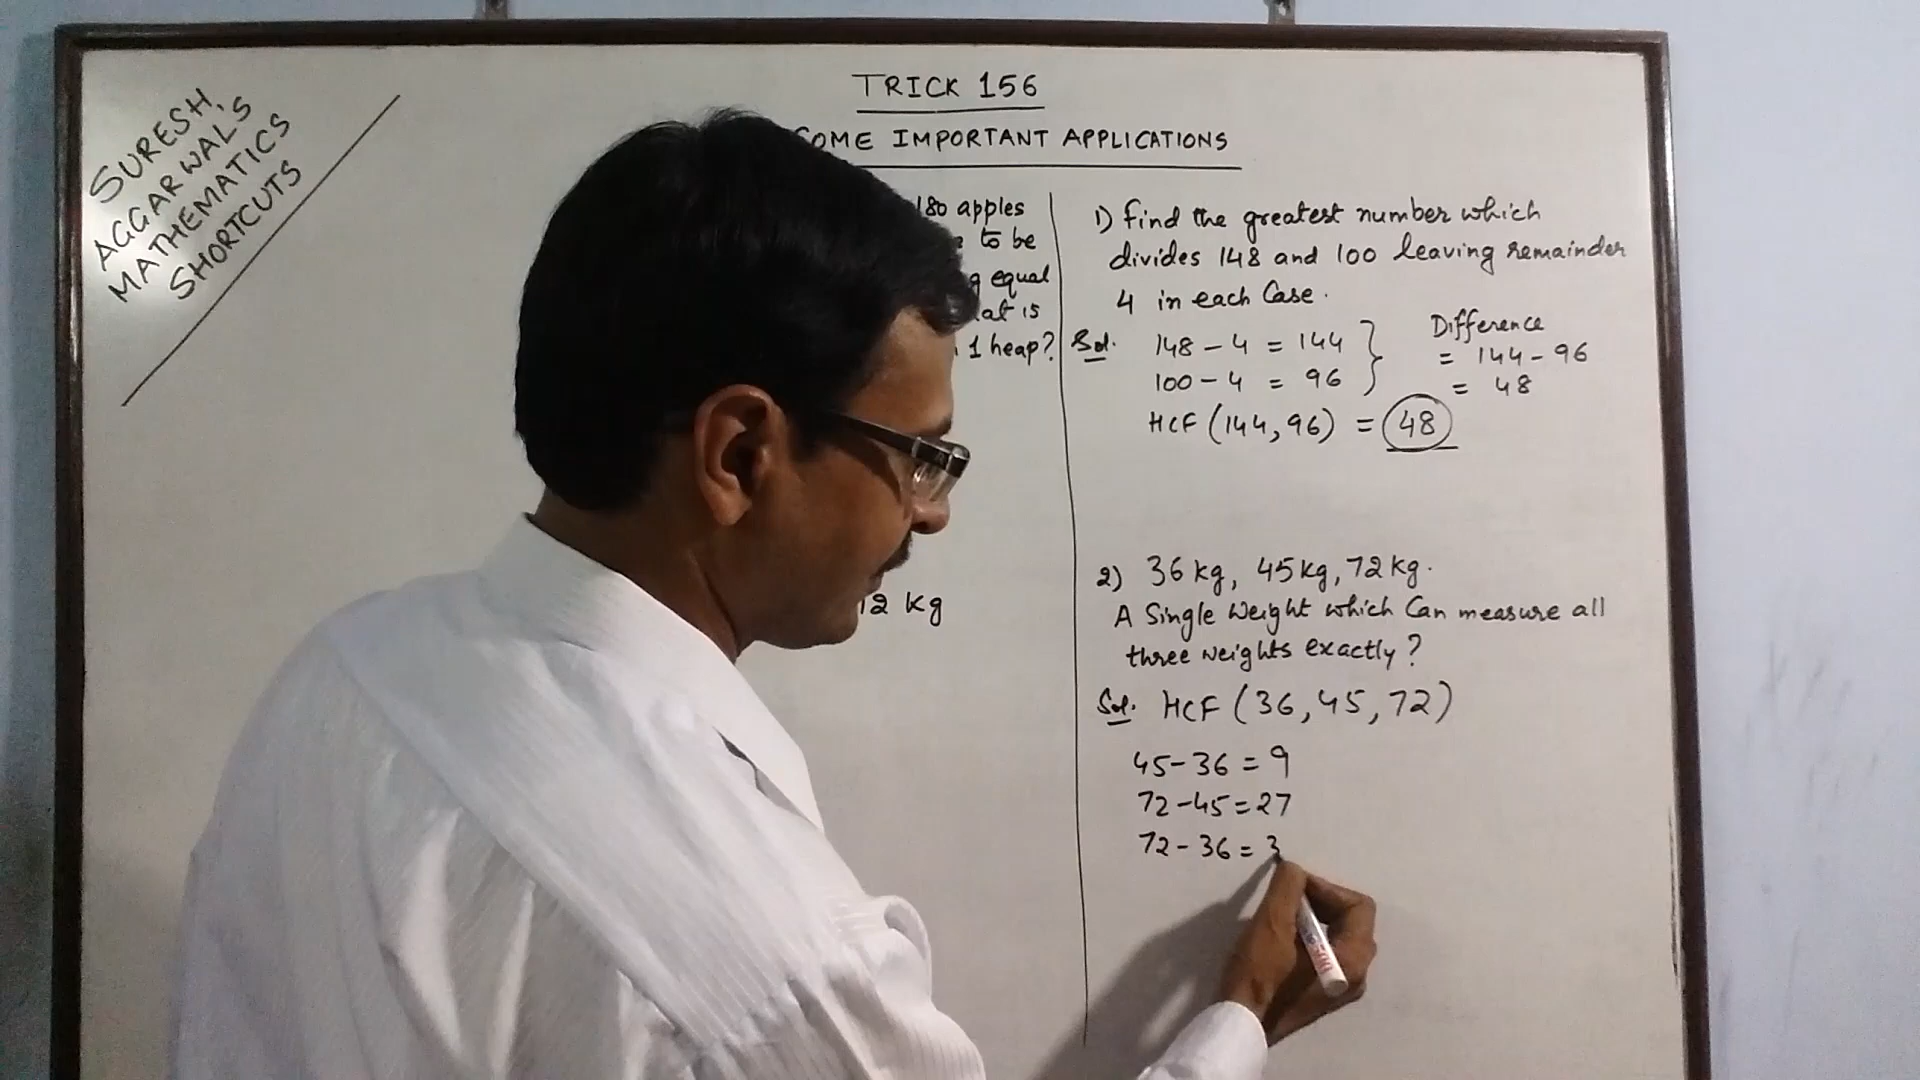 SURESH
AGGARWAL'S
MATHEMATICS
SHORTCUTS
TRICK 156
SOME IMPORTANT APPLICATIONS
180 apples
to be
equal
at is
1 heap?
12 kg
1) Find the greatest number which
divides 148 and 100 leaving remainder
4 in each Case.
Sol. 148 - 4 = 144
100 - 4 = 96
Difference
= 144 - 96
= 48
HCF (144, 96) = 48
2) 36 kg, 45 kg, 72 kg.
A Single Weight which Can measure all
three weights exactly?
Sol. HCF (36, 45, 72)
45 - 36 = 9
72 - 45 = 27
72 - 36 = 3